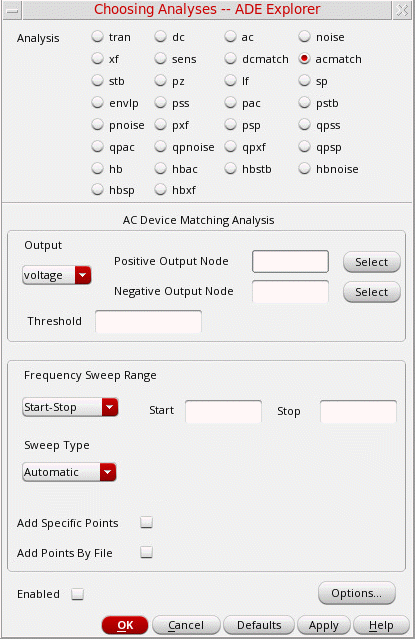 Choosing Analyses -- ADE Explorer
Analysis tran dc ac noise
xf sens dcmatch acmatch
stb pz lf sp
envlp pss pac pstb
pnoise pxf psp qpss
qpac qpnoise qpxf qpsp
hb hbac hbstb hbnoise
hbsp hbxf
AC Device Matching Analysis
Output
voltage Positive Output Node Select
Negative Output Node Select
Threshold
Frequency Sweep Range
Start-Stop Start Stop
Sweep Type
Automatic
Add Specific Points
Add Points By File
Enabled Options...
OK Cancel Defaults Apply Help